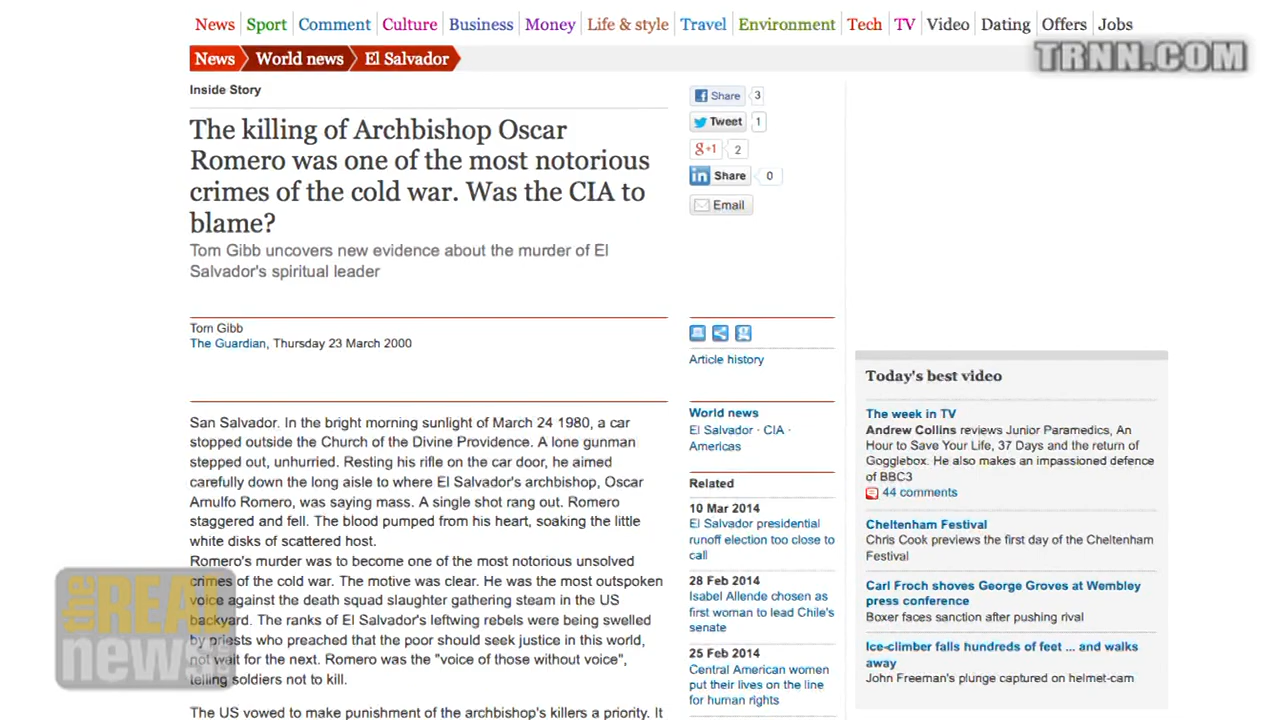 News Sport Comment Culture Business Money Life & style Travel Environment Tech TV Video Dating Offers Jobs
TRNN.COM
News World news El Salvador
Inside Story
The killing of Archbishop Oscar
Romero was one of the most notorious
crimes of the cold war. Was the CIA to
blame?
Tom Gibb uncovers new evidence about the murder of El
Salvador's spiritual leader
Tom Gibb
The Guardian, Thursday 23 March 2000
San Salvador. In the bright morning sunlight of March 24 1980, a car
stopped outside the Church of the Divine Providence. A lone gunman
stepped out, unhurried. Resting his rifle on the car door, he aimed
carefully down the long aisle to where El Salvador's archbishop, Oscar
Arnulfo Romero, was saying mass. A single shot rang out. Romero
staggered and fell. The blood pumped from his heart, soaking the little
white disks of scattered host.
Romero's murder was to become one of the most notorious unsolved
crimes of the cold war. The motive was clear. He was the most outspoken
voice against the death squad slaughter gathering steam in the US
backyard. The ranks of El Salvador's leftwing rebels were being swelled
by priests who preached that the poor should seek justice in this world,
not wait for the next. Romero was the "voice of those without voice",
telling soldiers not to kill.
The US vowed to make punishment of the archbishop's killers a priority. It
Share 3
Tweet 1
g+1 2
in Share 0
Email
Article history
World news
El Salvador · CIA ·
Americas
Related
10 Mar 2014
El Salvador presidential
runoff election too close to
call
28 Feb 2014
Isabel Allende chosen as
first woman to lead Chile's
senate
25 Feb 2014
Central American women
put their lives on the line
for human rights
Today's best video
The week in TV
Andrew Collins reviews Junior Paramedics, An
Hour to Save Your Life, 37 Days and the return of
Gogglebox. He also makes an impassioned defence
of BBC3
44 comments
Cheltenham Festival
Chris Cook previews the first day of the Cheltenham
Festival
Carl Froch shoves George Groves at Wembley
press conference
Boxer faces sanction after pushing rival
Ice-climber falls hundreds of feet ... and walks
away
John Freeman's plunge captured on helmet-cam
the REAL
news